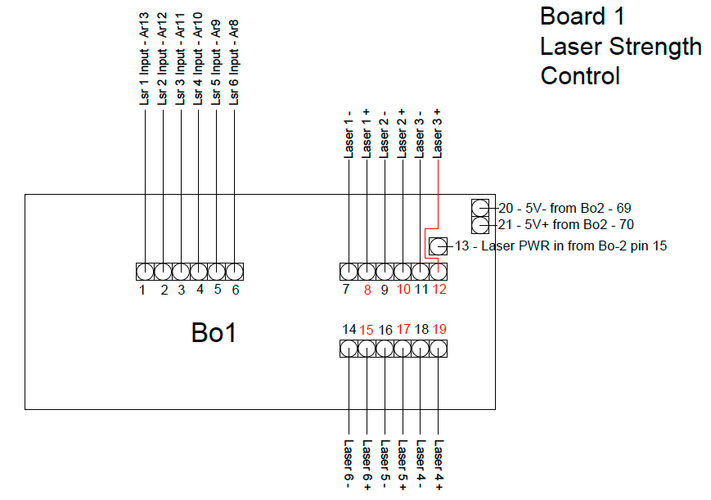 Board 1
Laser Strength
Control
Lsr 1 Input - Ar13
Lsr 2 Input - Ar12
Lsr 3 Input - Ar11
Lsr 4 Input - Ar10
Lsr 5 Input - Ar9
Lsr 6 Input - Ar8
Laser 1 -
Laser 1 +
Laser 2 -
Laser 2 +
Laser 3 -
Laser 3 +
20 - 5V- from Bo2 - 69
21 - 5V+ from Bo2 - 70
13 - Laser PWR in from Bo-2 pin 15
1 2 3 4 5 6
7 8 9 10 11 12
Bo1
14 15 16 17 18 19
Laser 6 -
Laser 6 +
Laser 5 -
Laser 5 +
Laser 4 -
Laser 4 +